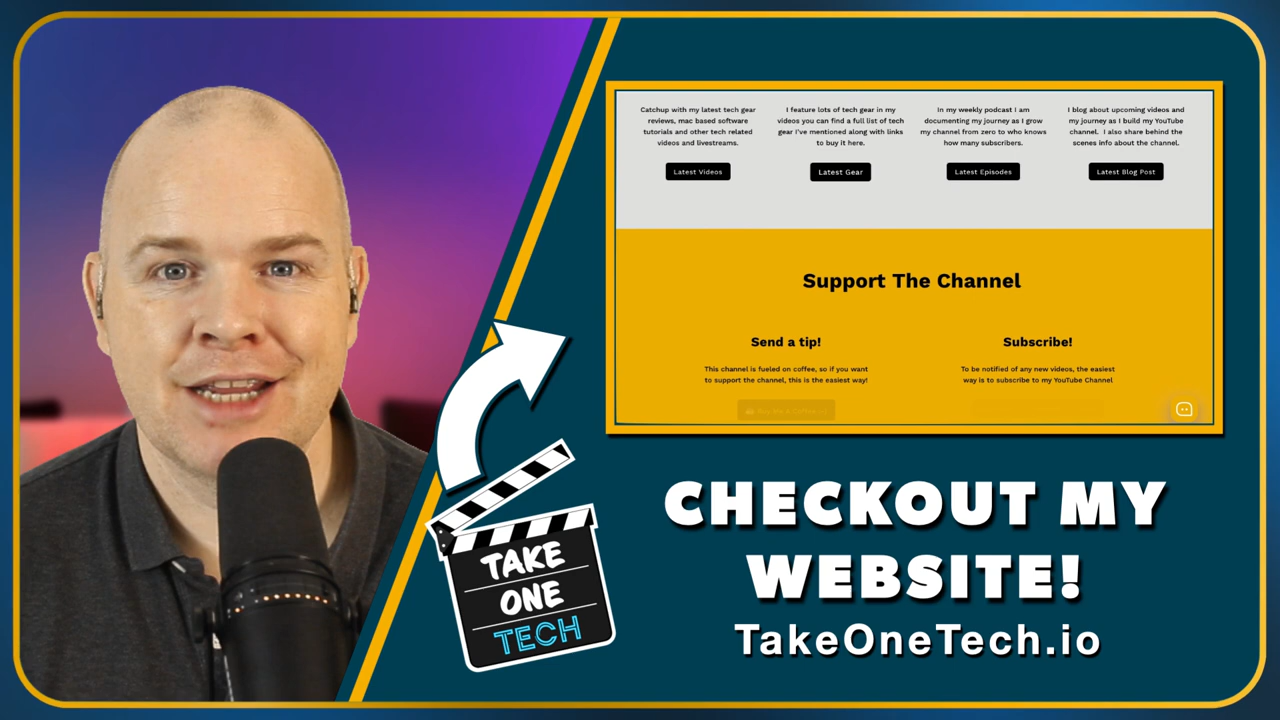 Catchup with my latest tech gear
reviews, mac based software
tutorials and other tech related
videos and livestreams.
Latest Videos
I feature lots of tech gear in my
videos you can find a full list of tech
gear I've mentioned along with links
to buy it here.
Latest Gear
In my weekly podcast I am
documenting my journey as I grow
my channel from zero to who knows
how many subscribers.
Latest Episodes
I blog about upcoming videos and
my journey as I build my YouTube
channel. I also share behind the
scenes info about the channel.
Latest Blog Post
Support The Channel
Send a tip!
This channel is fueled on coffee, so if you want
to support the channel, this is the easiest way!
Buy Me A Coffee
Subscribe!
To be notified of any new videos, the easiest
way is to subscribe to my YouTube Channel
TAKE
ONE
TECH
CHECKOUT MY
WEBSITE!
TakeOneTech.io